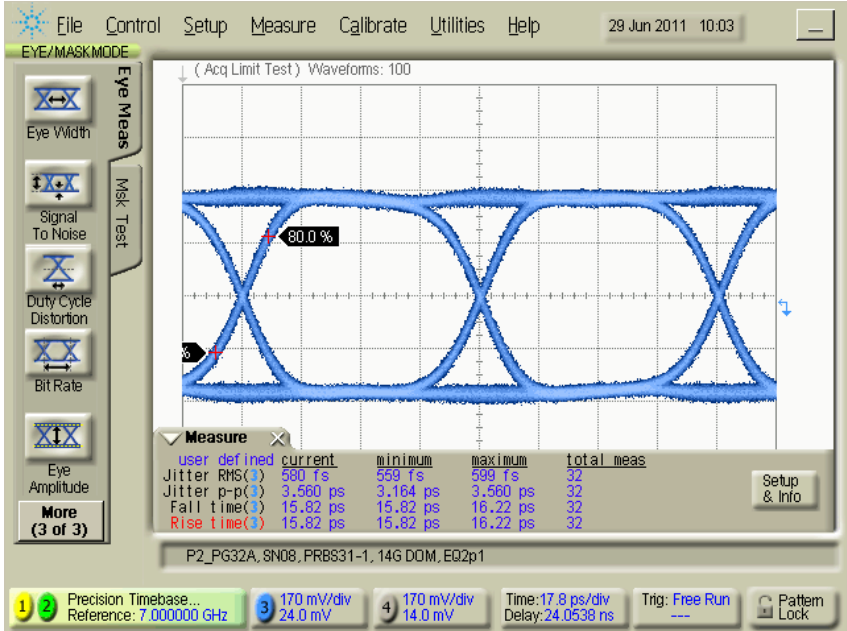 File Control Setup Measure Calibrate Utilities Help 29 Jun 2011 10:03
EYE/MASKMODE
Eye Meas
Msk Test
Eye Width
Signal
To Noise
Duty Cycle
Distortion
Bit Rate
Eye
Amplitude
More
(3 of 3)
( Acq Limit Test ) Waveforms: 100
80.0 %
%
Measure
user defined current minimum maximum total meas
Jitter RMS(3) 580 fs 559 fs 599 fs 32
Jitter p-p(3) 3.560 ps 3.164 ps 3.560 ps 32
Fall time(3) 15.82 ps 15.82 ps 16.22 ps 32
Rise time(3) 15.82 ps 15.82 ps 16.22 ps 32
Setup
& Info
P2_PG32A, SN08, PRBS31-1, 14G DOM, EQ2p1
1 2 Precision Timebase...
Reference: 7.000000 GHz
3 170 mV/div
24.0 mV
4 170 mV/div
14.0 mV
Time:17.8 ps/div
Delay:24.0538 ns
Trig: Free Run
---
Pattern
Lock